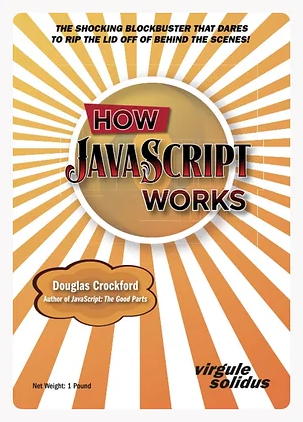 THE SHOCKING BLOCKBUSTER THAT DARES
TO RIP THE LID OFF OF BEHIND THE SCENES!
HOW
JAVASCRIPT
WORKS
Douglas Crockford
Author of JavaScript: The Good Parts
virgule
solidus
Net Weight: 1 Pound